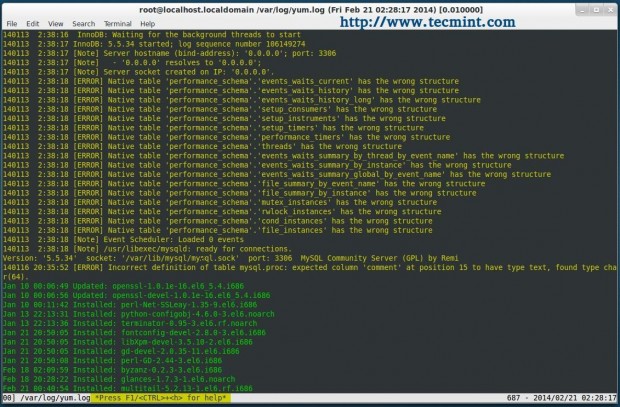 root@localhost.localdomain /var/log/yum.log (Fri Feb 21 02:28:17 2014) [0.010000]
File Edit View Search Terminal Help
http://www.tecmint.com
140113 2:38:16 InnoDB: Waiting for the background threads to start
140113 2:38:17 InnoDB: 5.5.34 started; log sequence number 106149274
140113 2:38:17 [Note] Server hostname (bind-address): '0.0.0.0'; port: 3306
140113 2:38:17 [Note] - '0.0.0.0' resolves to '0.0.0.0';
140113 2:38:17 [Note] Server socket created on IP: '0.0.0.0'.
140113 2:38:18 [ERROR] Native table 'performance_schema'.'events_waits_current' has the wrong structure
140113 2:38:18 [ERROR] Native table 'performance_schema'.'events_waits_history' has the wrong structure
140113 2:38:18 [ERROR] Native table 'performance_schema'.'events_waits_history_long' has the wrong structure
140113 2:38:18 [ERROR] Native table 'performance_schema'.'setup_consumers' has the wrong structure
140113 2:38:18 [ERROR] Native table 'performance_schema'.'setup_instruments' has the wrong structure
140113 2:38:18 [ERROR] Native table 'performance_schema'.'setup_timers' has the wrong structure
140113 2:38:18 [ERROR] Native table 'performance_schema'.'performance_timers' has the wrong structure
140113 2:38:18 [ERROR] Native table 'performance_schema'.'threads' has the wrong structure
140113 2:38:18 [ERROR] Native table 'performance_schema'.'events_waits_summary_by_thread_by_event_name' has the wrong structure
140113 2:38:18 [ERROR] Native table 'performance_schema'.'events_waits_summary_by_instance' has the wrong structure
140113 2:38:18 [ERROR] Native table 'performance_schema'.'events_waits_summary_global_by_event_name' has the wrong structure
140113 2:38:18 [ERROR] Native table 'performance_schema'.'file_summary_by_event_name' has the wrong structure
140113 2:38:18 [ERROR] Native table 'performance_schema'.'file_summary_by_instance' has the wrong structure
140113 2:38:18 [ERROR] Native table 'performance_schema'.'mutex_instances' has the wrong structure
140113 2:38:18 [ERROR] Native table 'performance_schema'.'rwlock_instances' has the wrong structure
140113 2:38:18 [ERROR] Native table 'performance_schema'.'cond_instances' has the wrong structure
140113 2:38:18 [ERROR] Native table 'performance_schema'.'file_instances' has the wrong structure
140113 2:38:18 [Note] Event Scheduler: Loaded 0 events
140113 2:38:18 [Note] /usr/libexec/mysqld: ready for connections.
Version: '5.5.34' socket: '/var/lib/mysql/mysql.sock' port: 3306 MySQL Community Server (GPL) by Remi
140116 20:35:52 [ERROR] Incorrect definition of table mysql.proc: expected column 'comment' at position 15 to have type text, found type cha
r(64).
Jan 10 00:06:49 Updated: openssl-1.0.1e-16.el6_5.4.i686
Jan 10 00:06:50 Updated: openssl-devel-1.0.1e-16.el6_5.4.i686
Jan 10 00:11:42 Installed: perl-Net-SSLeay-1.35-9.el6.i686
Jan 13 22:13:31 Installed: python-configobj-4.6.0-3.el6.noarch
Jan 13 22:13:36 Installed: terminator-0.95-3.el6.rf.noarch
Jan 21 20:50:05 Installed: fontconfig-devel-2.8.0-3.el6.i686
Jan 21 20:50:05 Installed: libXpm-devel-3.5.10-2.el6.i686
Jan 21 20:50:05 Installed: gd-devel-2.0.35-11.el6.i686
Jan 21 20:50:08 Installed: perl-GD-2.44-3.el6.i686
Feb 18 02:09:59 Installed: byzanz-0.2-3.el6.i686
Feb 18 20:20:22 Installed: glances-1.7.3-1.el6.noarch
Feb 21 00:40:54 Installed: multitail-5.2.13-1.el6.rf.i686
00] /var/log/yum.log *Press F1/<CTRL>+<h> for help* 687 - 2014/02/21 02:28:17